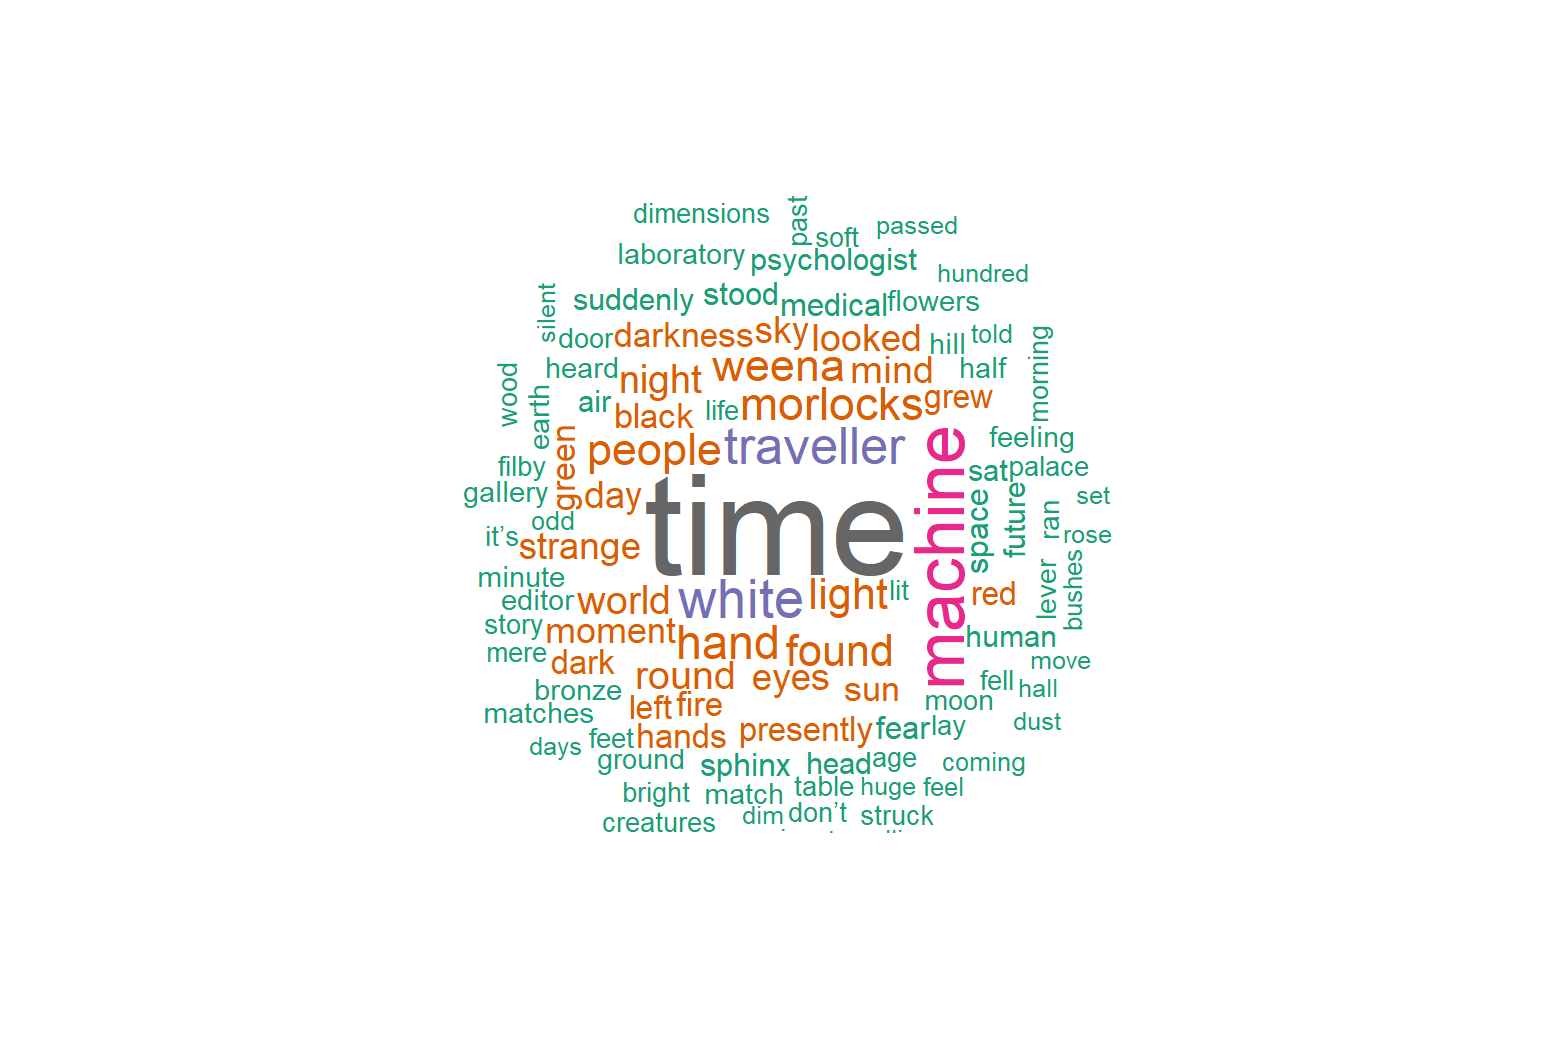 dimensions
past
soft
passed
laboratory
psychologist
hundred
silent
suddenly
stood
medical
flowers
door
darkness
sky
looked
hill
told
morning
wood
heard
night
weena
mind
half
earth
air
black
life
morlocks
grew
filby
green
people
traveller
machine
feeling
gallery
day
time
sat
palace
space
future
ran
set
it’s
odd
strange
rose
minute
editor
world
white
light
lit
red
lever
bushes
story
moment
hand
found
human
mere
dark
round
eyes
sun
move
bronze
left
fire
fell
hall
moon
matches
hands
presently
fear
lay
dust
days
feet
ground
sphinx
head
age
coming
bright
match
table
huge
feel
creatures
dim
don’t
struck